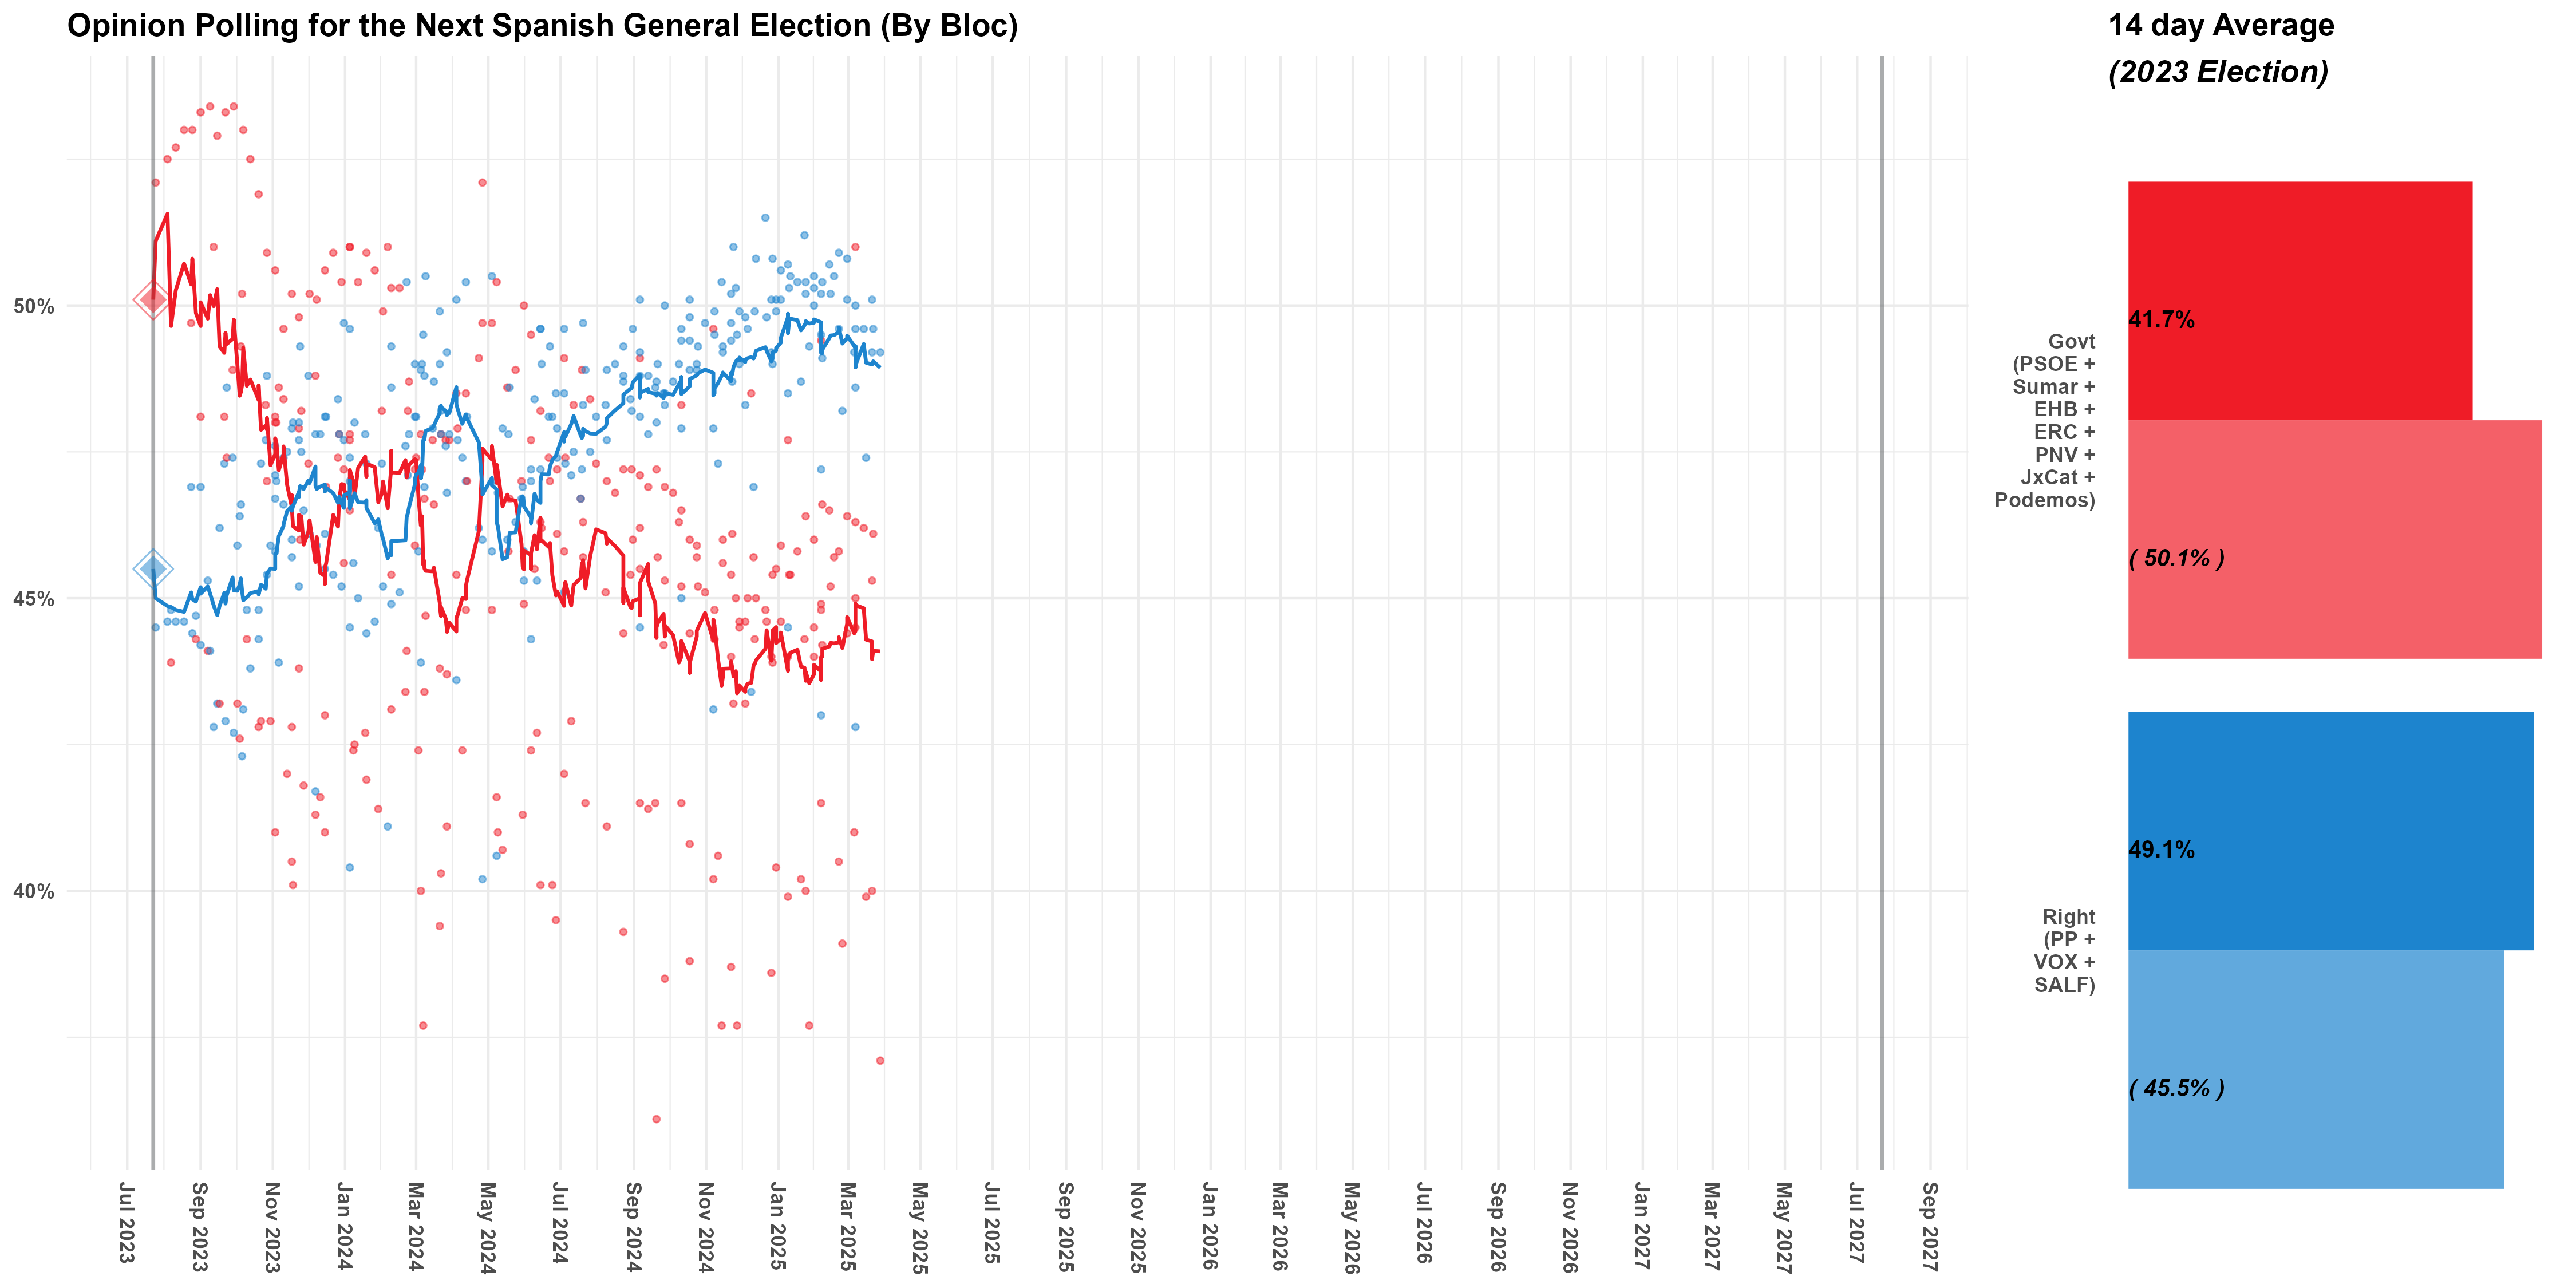 Opinion Polling for the Next Spanish General Election (By Bloc)
14 day Average
(2023 Election)
50%
45%
40%
Jul 2023
Sep 2023
Nov 2023
Jan 2024
Mar 2024
May 2024
Jul 2024
Sep 2024
Nov 2024
Jan 2025
Mar 2025
May 2025
Jul 2025
Sep 2025
Nov 2025
Jan 2026
Mar 2026
May 2026
Jul 2026
Sep 2026
Nov 2026
Jan 2027
Mar 2027
May 2027
Jul 2027
Sep 2027
Govt
(PSOE +
Sumar +
EHB +
ERC +
PNV +
JxCat +
Podemos)
41.7%
( 50.1% )
Right
(PP +
VOX +
SALF)
49.1%
( 45.5% )